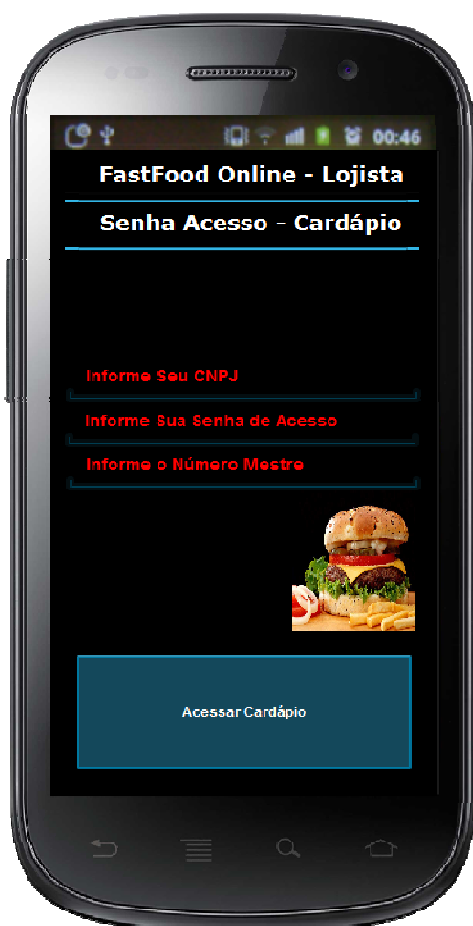 00:46
FastFood Online - Lojista
Senha Acesso - Cardápio
Informe Seu CNPJ
Informe Sua Senha de Acesso
Informe o Número Mestre
Acessar Cardápio